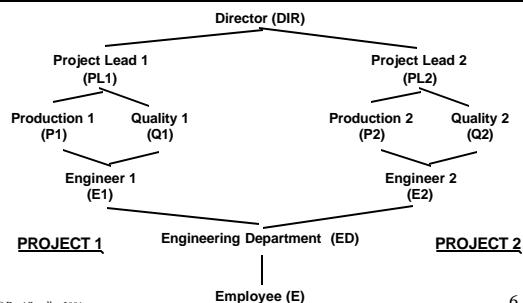 Director (DIR)
Project Lead 1
(PL1)
Project Lead 2
(PL2)
Production 1
(P1)
Quality 1
(Q1)
Production 2
(P2)
Quality 2
(Q2)
Engineer 1
(E1)
Engineer 2
(E2)
PROJECT 1
Engineering Department (ED)
PROJECT 2
Employee (E)
6